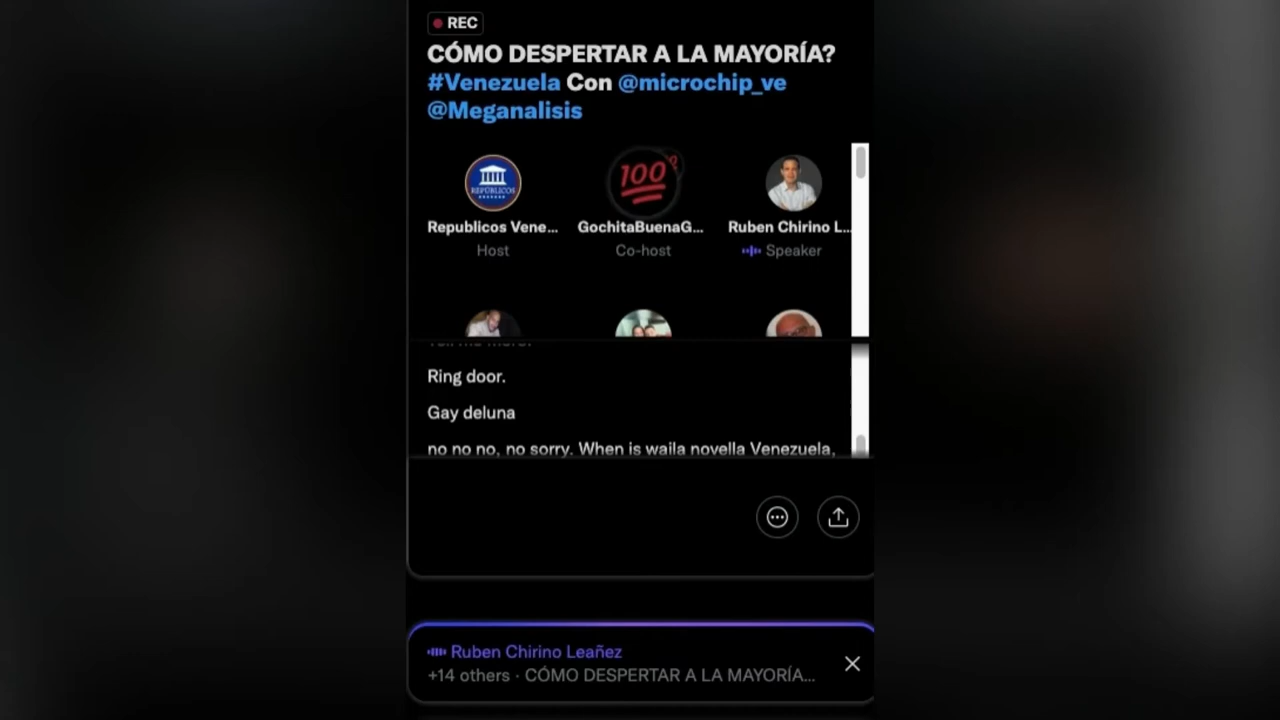 REC
CÓMO DESPERTAR A LA MAYORÍA?
#Venezuela Con @microchip_ve
@Meganalisis
REPÚBLICOS
100
Republicos Vene...
GochitaBuenaG...
Ruben Chirino L...
Host
Co-host
Speaker
Ring door.
Gay deluna
no no no, no sorry. When is waila novella Venezuela,
Ruben Chirino Leañez
+14 others · CÓMO DESPERTAR A LA MAYORÍA...